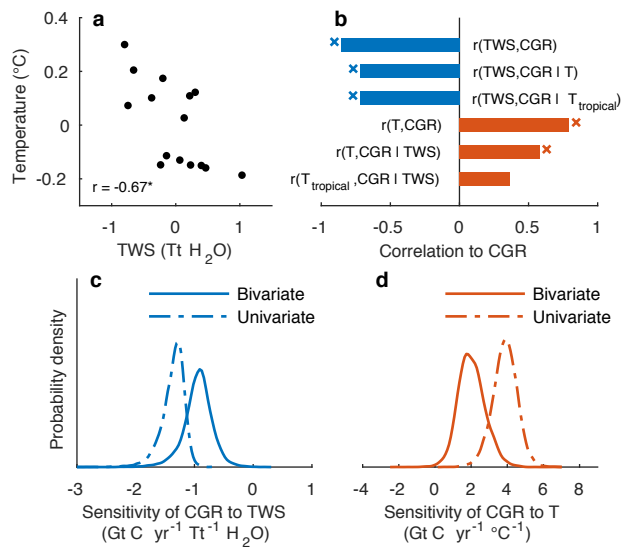 a
Temperature (°C)
0.4
0.2
0
-0.2
r = -0.67*
-1
0
1
TWS (Tt H2O)
b
r(TWS,CGR)
r(TWS,CGR I T)
r(TWS,CGR I Ttropical)
r(T,CGR)
r(T,CGR I TWS)
r(Ttropical,CGR I TWS)
-1
-0.5
0
0.5
1
Correlation to CGR
c
Bivariate
Univariate
Probability density
-3
-2
-1
0
1
Sensitivity of CGR to TWS
(Gt C yr-1 Tt-1 H2O)
d
Bivariate
Univariate
-4
-2
0
2
4
6
8
Sensitivity of CGR to T
(Gt C yr-1 °C-1)